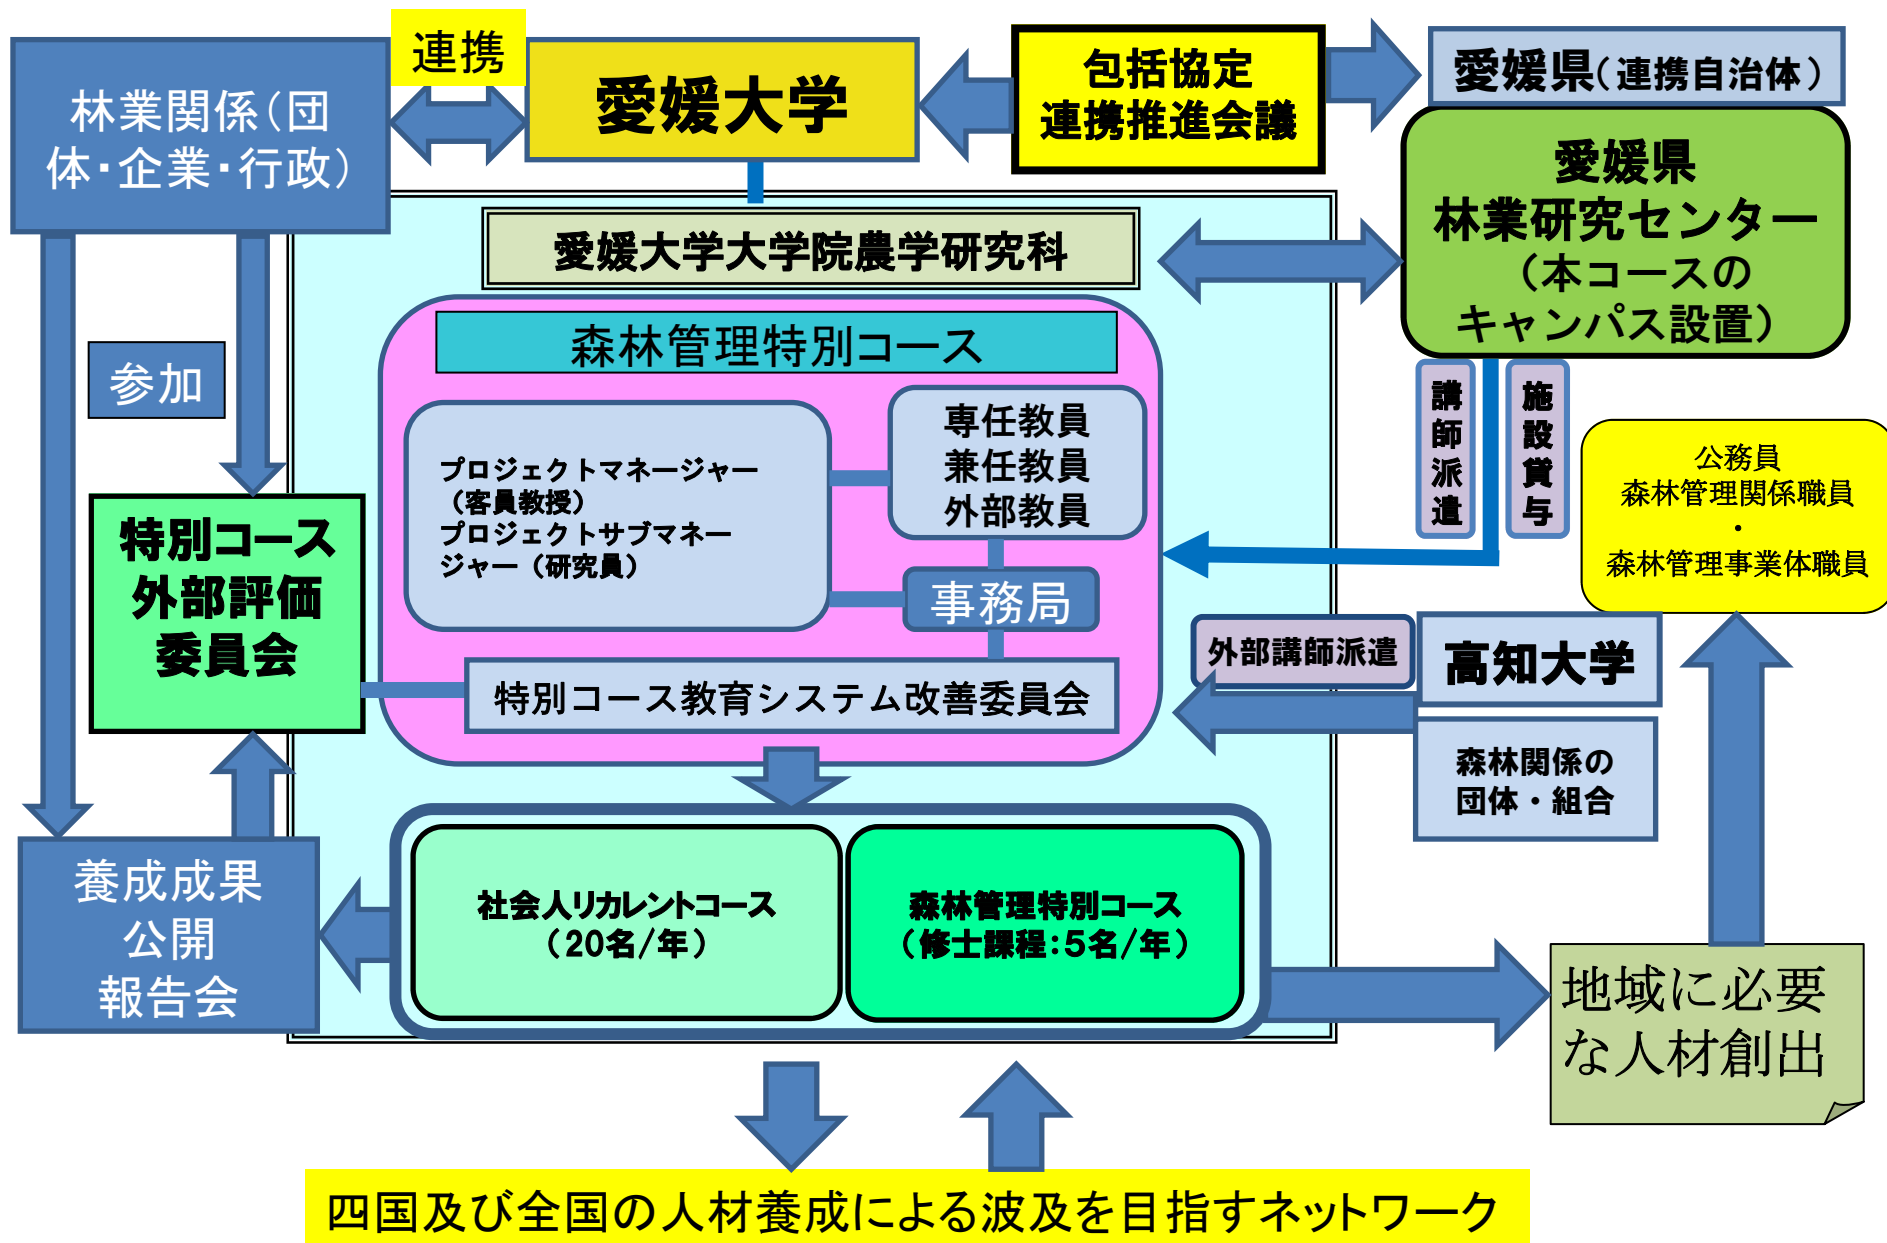 連携
林業関係（団
体・企業・行政）
愛媛大学
包括協定
連携推進会議
愛媛県（連携自治体）
愛媛県
林業研究センター
（本コースの
キャンパス設置）
愛媛大学大学院農学研究科
森林管理特別コース
参加
プロジェクトマネージャー
（客員教授）
プロジェクトサブマネー
ジャー（研究員）
専任教員
兼任教員
外部教員
事務局
講師派遣
施設貸与
公務員
森林管理関係職員
・
森林管理事業体職員
特別コース
外部評価
委員会
特別コース教育システム改善委員会
外部講師派遣
高知大学
森林関係の
団体・組合
養成成果
公開
報告会
社会人リカレントコース
（20名/年）
森林管理特別コース
（修士課程：５名/年）
地域に必要
な人材創出
四国及び全国の人材養成による波及を目指すネットワーク